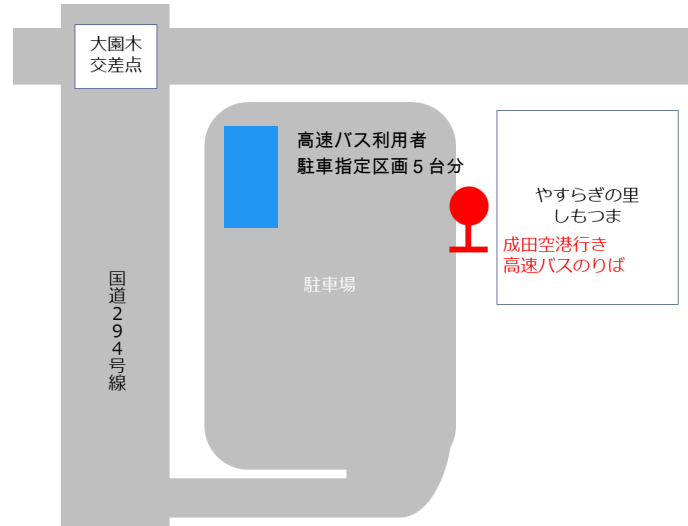 大園木
交差点
高速バス利用者
駐車指定区画５台分
やすらぎの里
しもつま
成田空港行き
高速バスのりば
駐車場
国道２９４号線